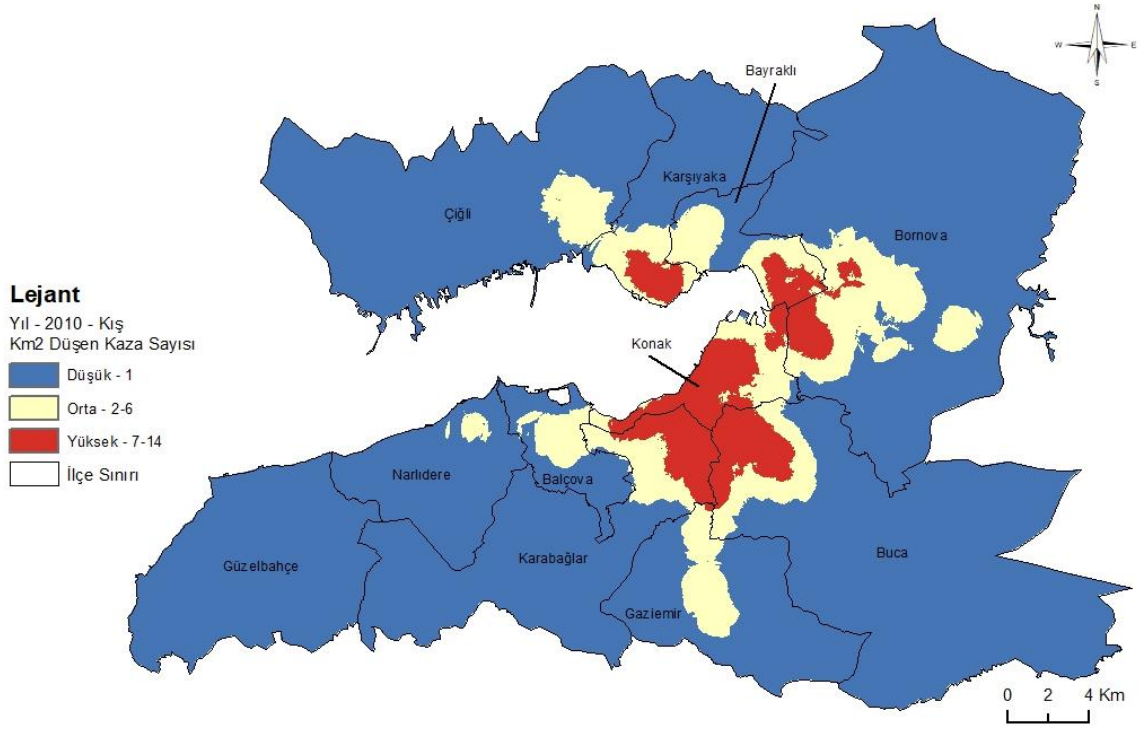 N
W E
S
Bayraklı
Karşıyaka
Çiğli
Bornova
Lejant
Yıl - 2010 - Kış
Km2 Düşen Kaza Sayısı
Düşük - 1
Orta - 2-6
Yüksek - 7-14
İlçe Sınırı
Konak
Narlıdere
Balçova
Güzelbahçe
Karabağlar
Buca
Gaziemir
0 2 4 Km